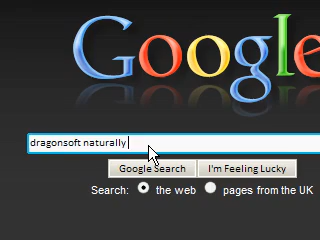 Google
dragonsoft naturally
Google Search I'm Feeling Lucky
Search: the web pages from the UK